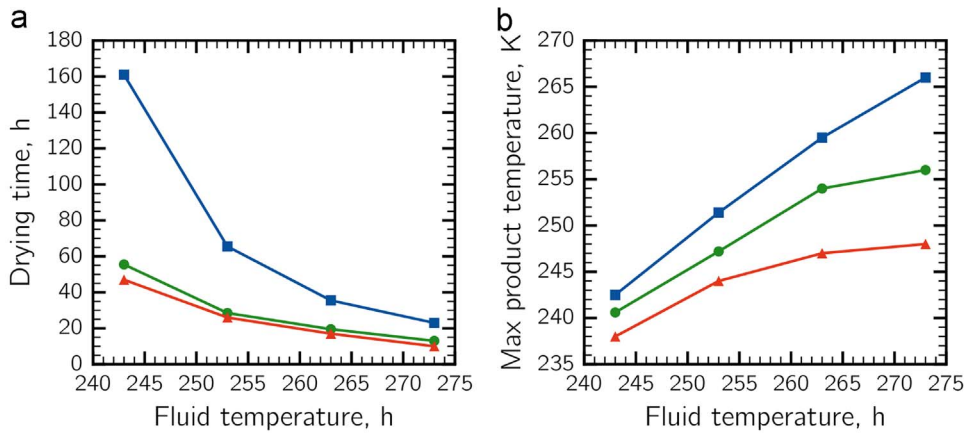 a
180
160
140
120
100
80
60
40
20
0
Drying time, h
240 245 250 255 260 265 270 275
Fluid temperature, h
b
270
265
260
255
250
245
240
235
Max product temperature, K
240 245 250 255 260 265 270 275
Fluid temperature, h